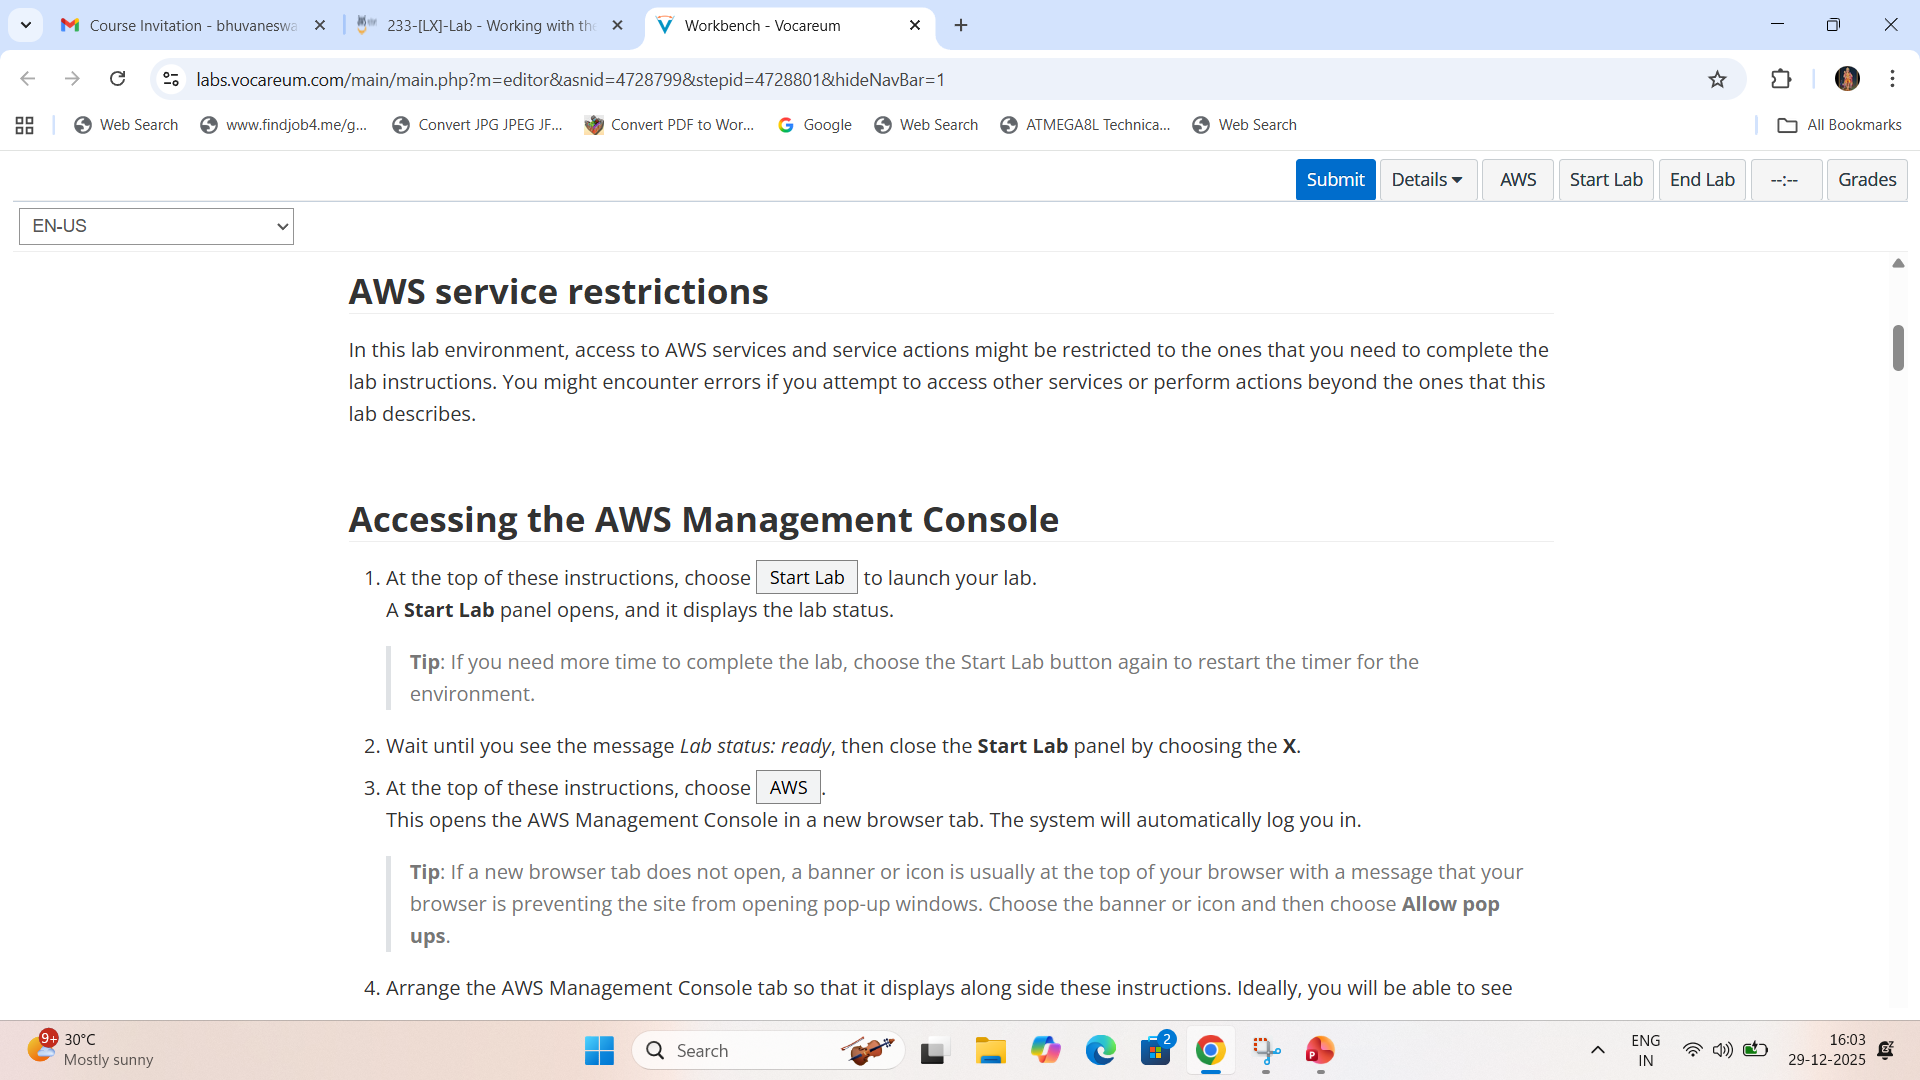 Course Invitation - bhuvaneswa
233-[LX]-Lab - Working with the
Workbench - Vocareum
labs.vocareum.com/main/main.php?m=editor&asnid=4728799&stepid=4728801&hideNavBar=1
Web Search
www.findjob4.me/g...
Convert JPG JPEG JF...
Convert PDF to Wor...
Google
Web Search
ATMEGA8L Technica...
Web Search
All Bookmarks
Submit
Details
AWS
Start Lab
End Lab
--:--
Grades
EN-US
AWS service restrictions
In this lab environment, access to AWS services and service actions might be restricted to the ones that you need to complete the
lab instructions. You might encounter errors if you attempt to access other services or perform actions beyond the ones that this
lab describes.
Accessing the AWS Management Console
1. At the top of these instructions, choose Start Lab to launch your lab.
A Start Lab panel opens, and it displays the lab status.
Tip: If you need more time to complete the lab, choose the Start Lab button again to restart the timer for the
environment.
2. Wait until you see the message Lab status: ready, then close the Start Lab panel by choosing the X.
3. At the top of these instructions, choose AWS.
This opens the AWS Management Console in a new browser tab. The system will automatically log you in.
Tip: If a new browser tab does not open, a banner or icon is usually at the top of your browser with a message that your
browser is preventing the site from opening pop-up windows. Choose the banner or icon and then choose Allow pop
ups.
4. Arrange the AWS Management Console tab so that it displays along side these instructions. Ideally, you will be able to see
9+
30°C
Mostly sunny
Search
2
P
ENG
IN
16:03
29-12-2025